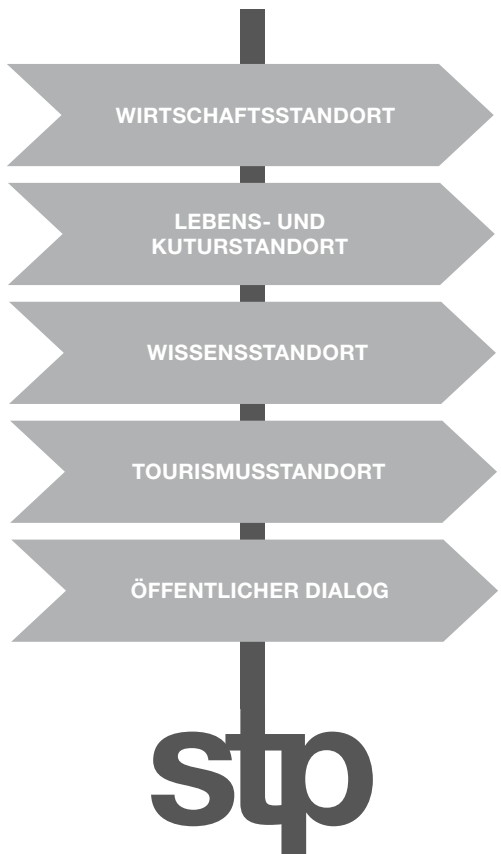 WIRTSCHAFTSSTANDORT
LEBENS- UND
KUTURSTANDORT
WISSENSSTANDORT
TOURISMUSSTANDORT
ÖFFENTLICHER DIALOG
stp